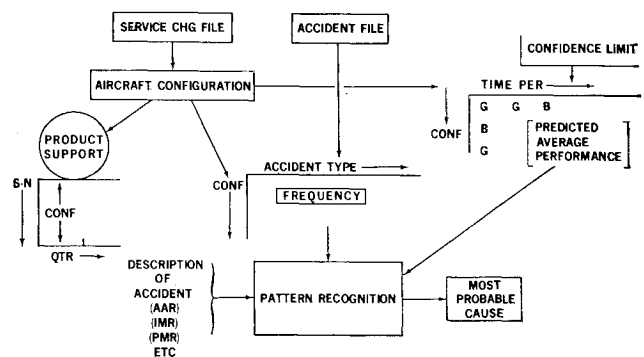 SERVICE CHG FILE
ACCIDENT FILE
CONFIDENCE LIMIT
AIRCRAFT CONFIGURATION
TIME PER
G G B
B
G
CONF
PREDICTED
AVERAGE
PERFORMANCE
PRODUCT
SUPPORT
S-N
CONF
QTR
ACCIDENT TYPE
CONF
FREQUENCY
DESCRIPTION
OF
ACCIDENT
(AAR)
(IMR)
(PMR)
ETC
PATTERN RECOGNITION
MOST
PROBABLE
CAUSE